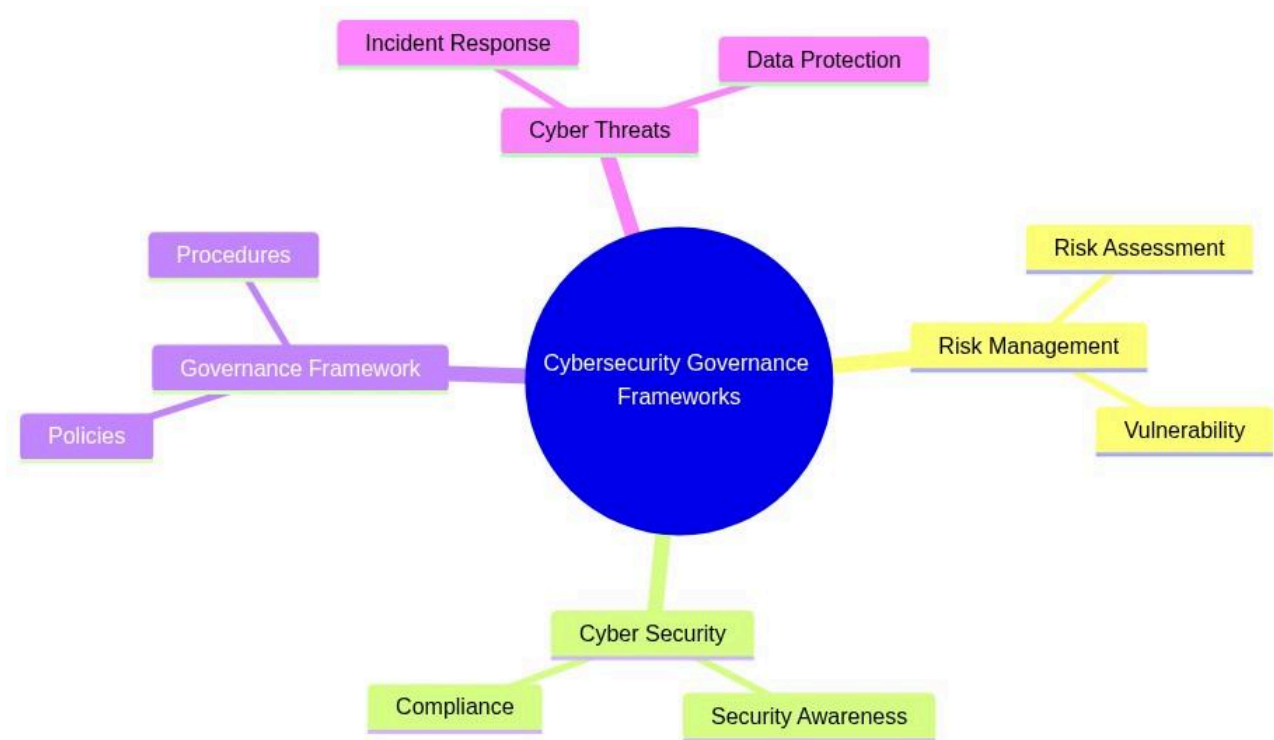 Incident Response
Data Protection
Cyber Threats
Procedures
Risk Assessment
Governance Framework
Cybersecurity Governance
Frameworks
Risk Management
Policies
Vulnerability
Cyber Security
Compliance
Security Awareness